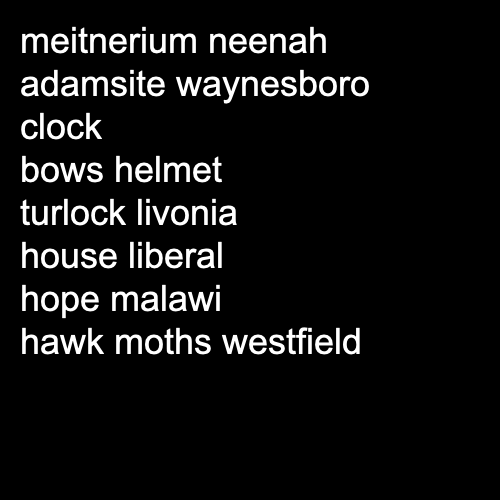 meitnerium neenah
adamsite waynesboro
clock
bows helmet
turlock livonia
house liberal
hope malawi
hawk moths westfield